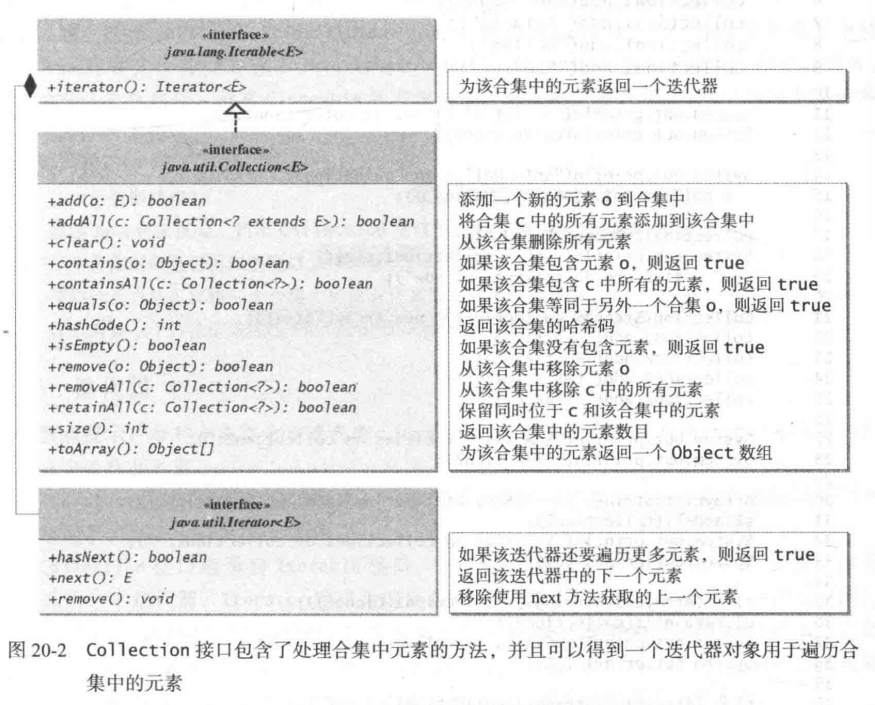 «interface»
java.lang.Iterable<E>
+iterator(): Iterator<E>
为该合集中的元素返回一个迭代器
«interface»
java.util.Collection<E>
+add(o: E): boolean
+addAll(c: Collection<? extends E>): boolean
+clear(): void
+contains(o: Object): boolean
+containsAll(c: Collection<?>): boolean
+equals(o: Object): boolean
+hashCode(): int
+isEmpty(): boolean
+remove(o: Object): boolean
+removeAll(c: Collection<?>): boolean
+retainAll(c: Collection<?>): boolean
+size(): int
+toArray(): Object[]
添加一个新的元素 o 到合集中
将合集 c 中的所有元素添加到该合集中
从该合集删除所有元素
如果该合集包含元素 o，则返回 true
如果该合集包含 c 中所有的元素，则返回 true
如果该合集等同于另外一个合集 o，则返回 true
返回该合集的哈希码
如果该合集没有包含元素，则返回 true
从该合集中移除元素 o
从该合集中移除 c 中的所有元素
保留同时位于 c 和该合集中的元素
返回该合集中的元素数目
为该合集中的元素返回一个 Object 数组
«interface»
java.util.Iterator<E>
+hasNext(): boolean
+next(): E
+remove(): void
如果该迭代器还要遍历更多元素，则返回 true
返回该迭代器中的下一个元素
移除使用 next 方法获取的上一个元素
图 20-2 Collection 接口包含了处理合集中元素的方法，并且可以得到一个迭代器对象用于遍历合
集中的元素